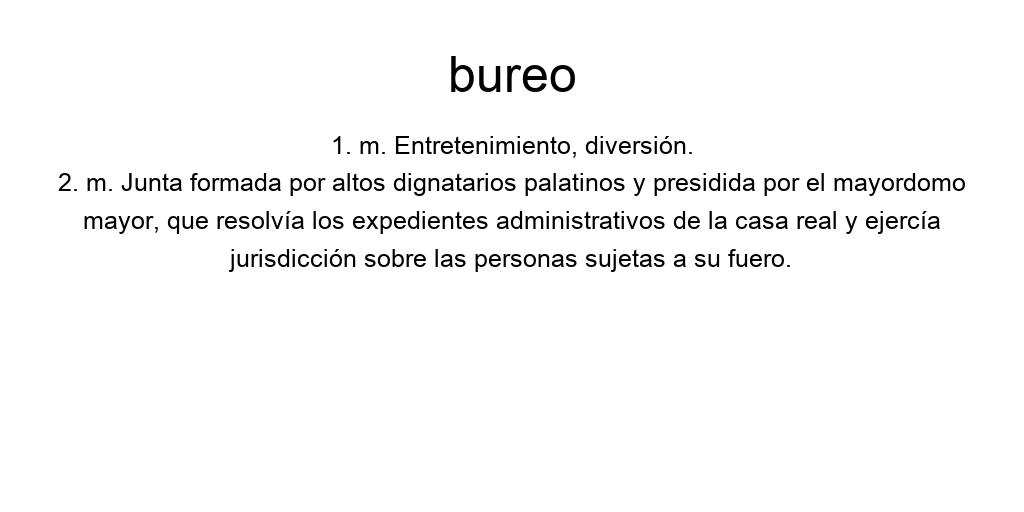 bureo
1. m. Entretenimiento, diversión.
2. m. Junta formada por altos dignatarios palatinos y presidida por el mayordomo
mayor, que resolvía los expedientes administrativos de la casa real y ejercía
jurisdicción sobre las personas sujetas a su fuero.